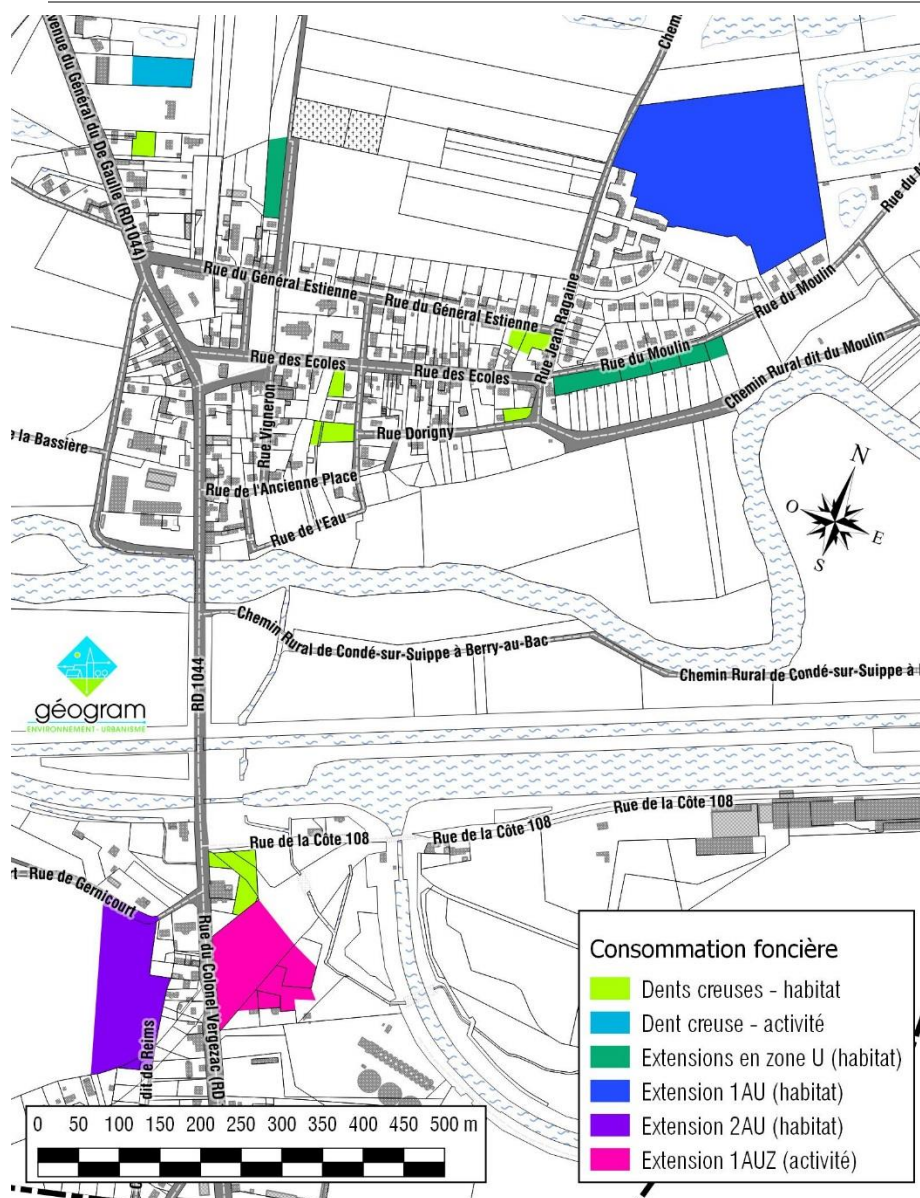 venue du Général du De Gaulle (RD1044)
Chemi
Rue du M
Rue du Général Estienne
Rue du Général Estienne
Rue Jean Ragaine
Rue du Moulin
Rue du Moulin
Rue des Ecoles
Rue des Ecoles
Chemin Rural dit du Moulin
Rue Vigneron
e la Bassière
Rue Dorigny
Rue de l'Ancienne Place
Rue de l'Eau
N
O
E
S
Chemin Rural de Condé-sur-Suippe à Berry-au-Bac
Chemin Rural de Condé-sur-Suippe à
géogram
ENVIRONNEMENT - URBANISME
RD 1044
Rue de la Côte 108
Rue de la Côte 108
Rue de la Côte 108
rt - Rue de Gernicourt
Rue du Colonel Vergezac (RD
dit de Reims
Consommation foncière
Dents creuses - habitat
Dent creuse - activité
Extensions en zone U (habitat)
Extension 1AU (habitat)
Extension 2AU (habitat)
Extension 1AUZ (activité)
0 50 100 150 200 250 300 350 400 450 500 m